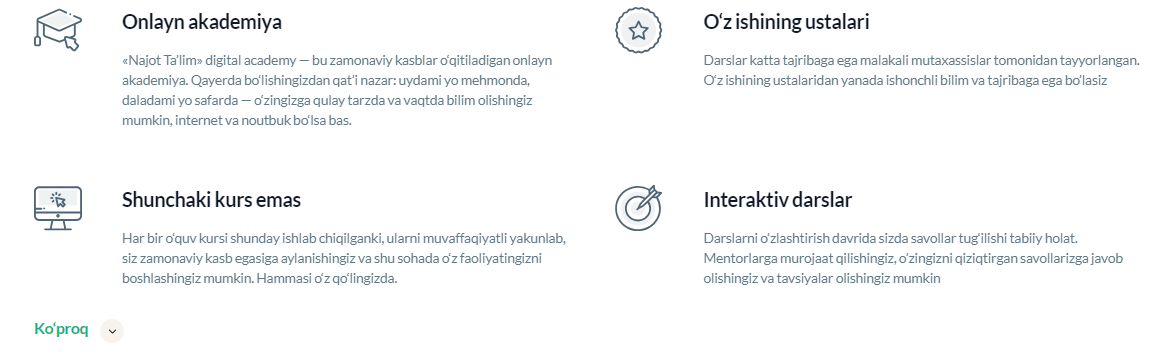 Onlayn akademiya
«Najot Ta'lim» digital academy — bu zamonaviy kasblar o'qitiladigan onlayn
akademiya. Qayerda bo'lishingizdan qat'i nazar: uydami yo mehmonda,
daladami yo safarda — o'zingizga qulay tarzda va vaqtda bilim olishingiz
mumkin, internet va noutbuk bo'lsa bas.
O‘z ishining ustalari
Darslar katta tajribaga ega malakali mutaxassislar tomonidan tayyorlangan.
O'z ishining ustalaridan yanada ishonchli bilim va tajribaga ega bo'lasiz
Shunchaki kurs emas
Har bir o'quv kursi shunday ishlab chiqilganki, ularni muvaffaqiyatli yakunlab,
siz zamonaviy kasb egasiga aylanishingiz va shu sohada o'z faoliyatingizni
boshlashingiz mumkin. Hammasi o'z qo'lingizda.
Interaktiv darslar
Darslarni o'zlashtirish davrida sizda savollar tug'ilishi tabiiy holat.
Mentorlarga murojaat qilishingiz, o'zingizni qiziqtirgan savollarizga javob
olishingiz va tavsiyalar olishingiz mumkin
Ko‘proq